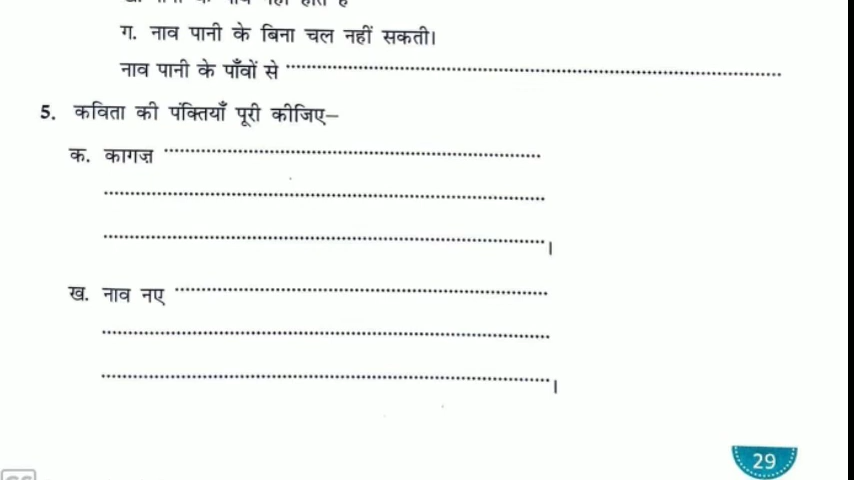 ग. नाव पानी के बिना चल नहीं सकती।
नाव पानी के पाँवों से ........................
5. कविता की पंक्तियाँ पूरी कीजिए–
क. कागज़ ........................
........................
........................।
ख. नाव नए ........................
........................
........................।
29